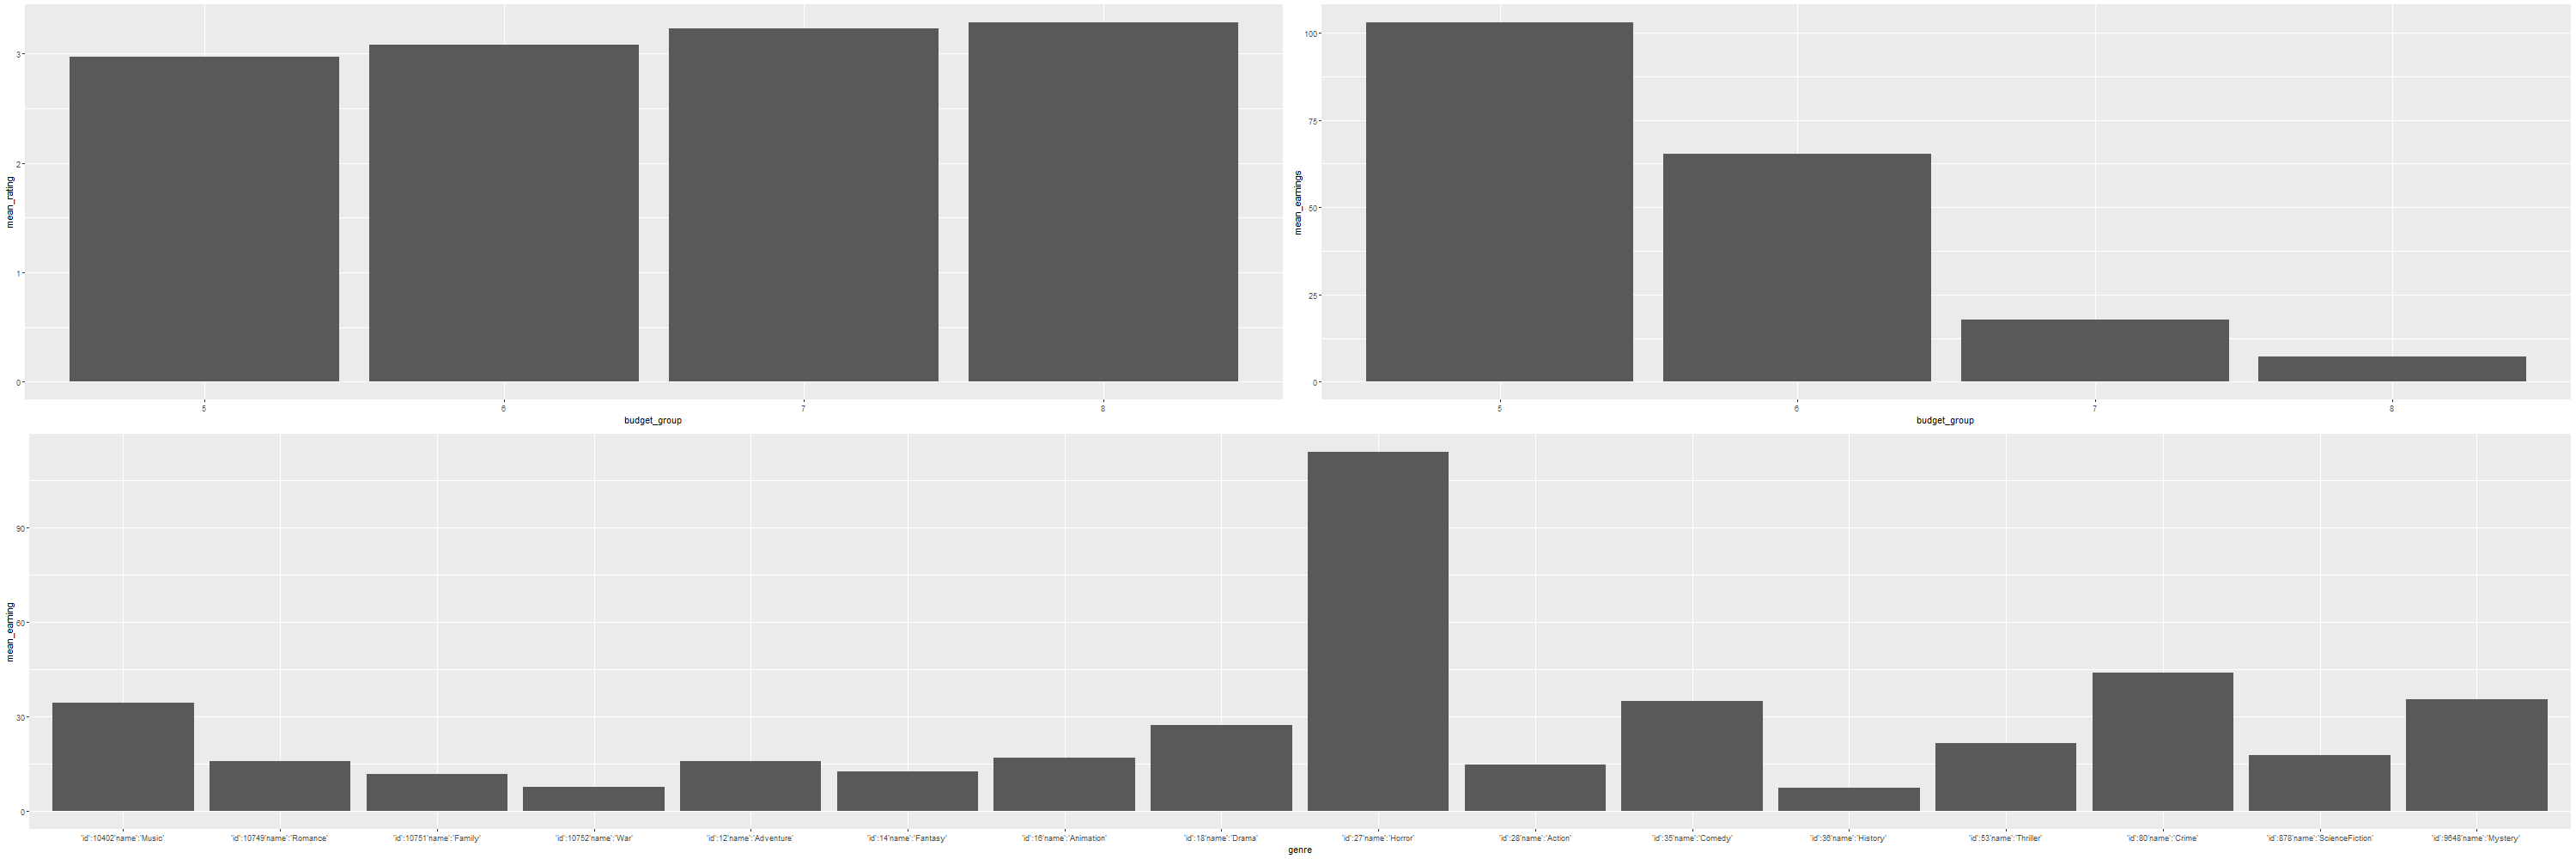 mean_rating
3
2
1
0
5 6 7 8
budget_group
mean_earnings
100
75
50
25
0
5 6 7 8
budget_group
mean_earning
90
60
30
0
'id':10402'name':'Music' 'id':10749'name':'Romance' 'id':10751'name':'Family' 'id':10752'name':'War' 'id':12'name':'Adventure' 'id':14'name':'Fantasy' 'id':16'name':'Animation' 'id':18'name':'Drama' 'id':27'name':'Horror' 'id':28'name':'Action' 'id':35'name':'Comedy' 'id':36'name':'History' 'id':53'name':'Thriller' 'id':80'name':'Crime' 'id':878'name':'ScienceFiction' 'id':9648'name':'Mystery'
genre